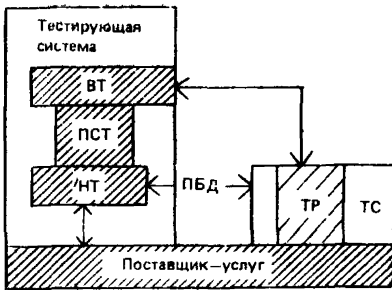 Тестирующая
система
ВТ
ПСТ
НТ
ПБД
ТР
ТС
Поставщик—услуг